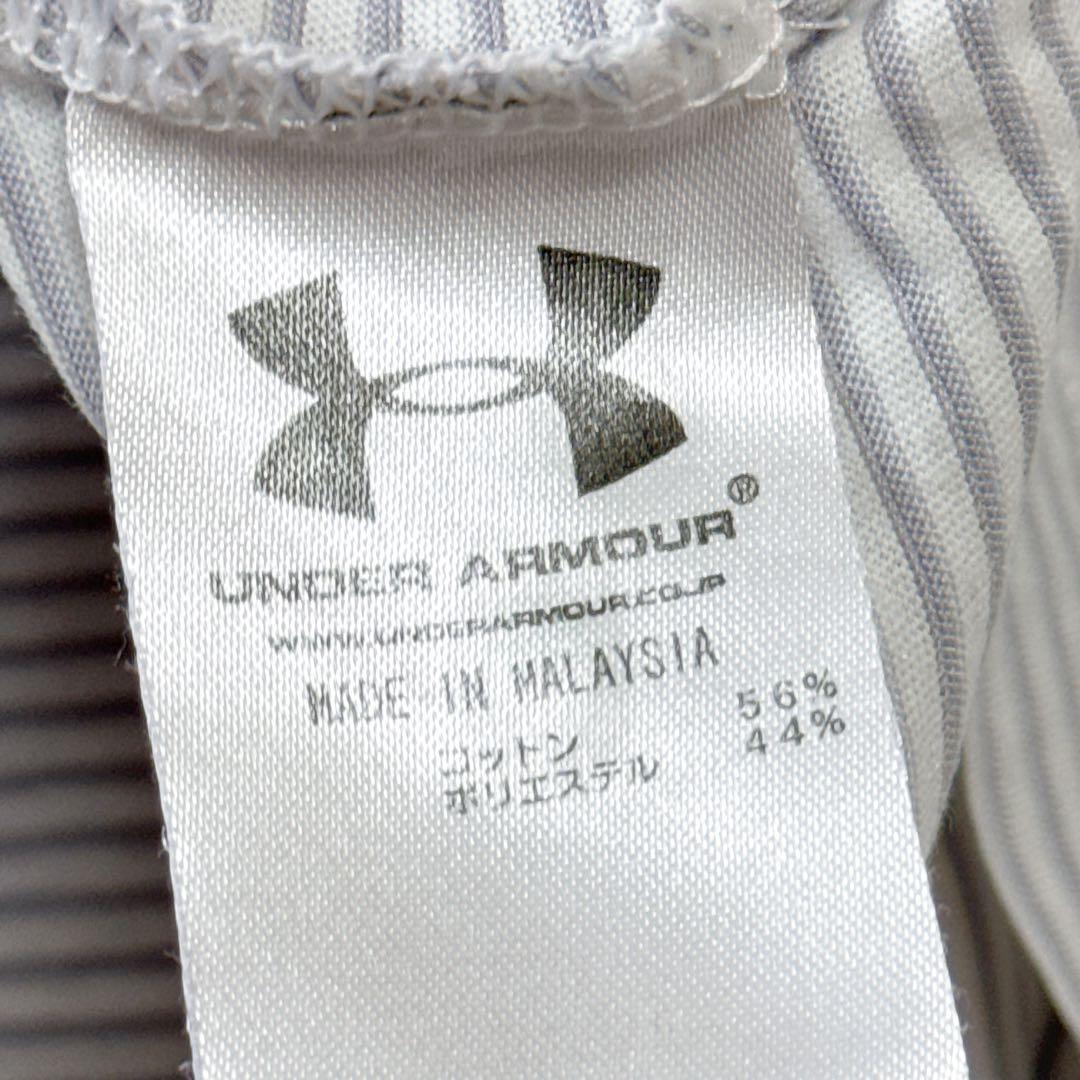 UNDER ARMOUR®
WWW.UNDERARMOUR.CO.JP
MADE IN MALAYSIA
コットン 56%
ポリエステル 44%